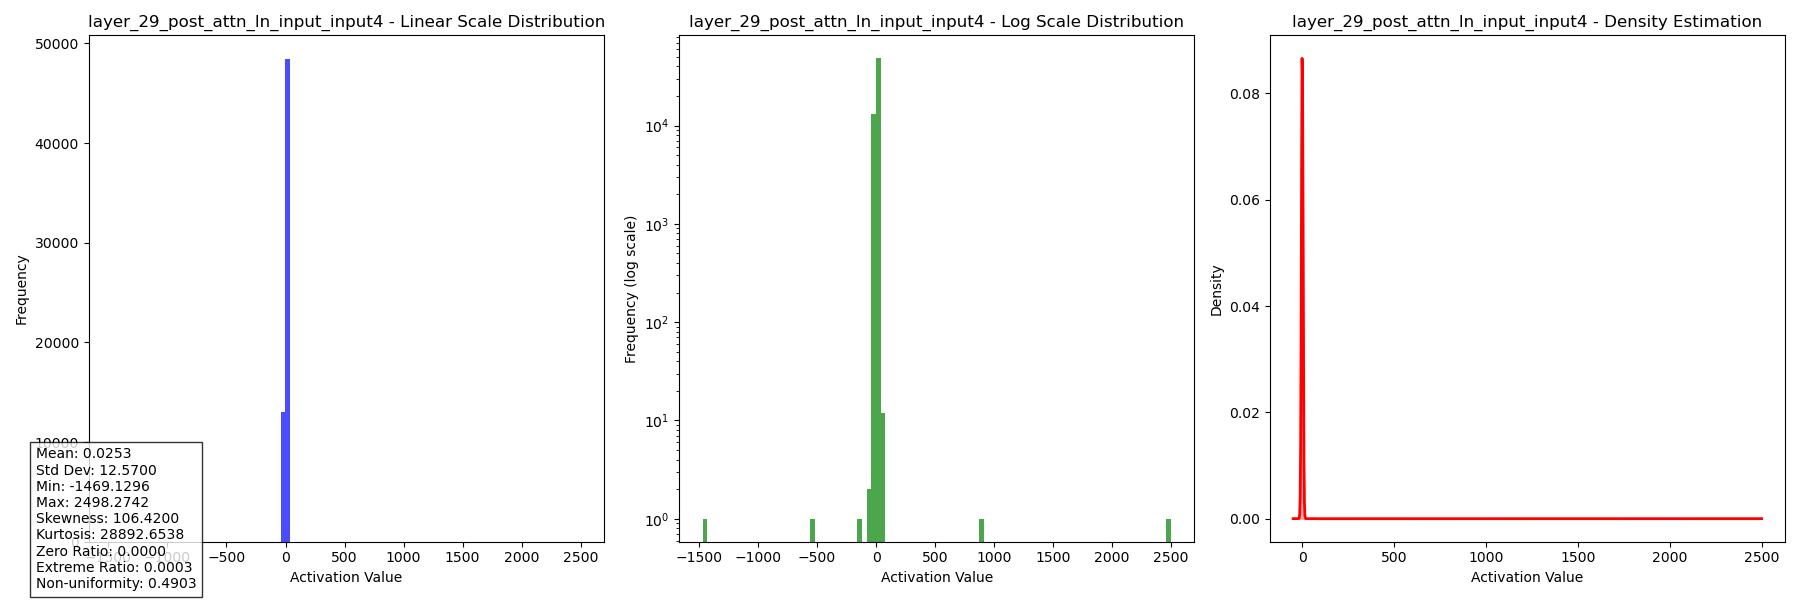 layer_29_post_attn_ln_input_input4 - Linear Scale Distribution
50000
40000
30000
20000
10000
Frequency
−500
0
500
1000
1500
2000
2500
Activation Value
Mean: 0.0253
Std Dev: 12.5700
Min: -1469.1296
Max: 2498.2742
Skewness: 106.4200
Kurtosis: 28892.6538
Zero Ratio: 0.0000
Extreme Ratio: 0.0003
Non-uniformity: 0.4903
layer_29_post_attn_ln_input_input4 - Log Scale Distribution
10^4
10^3
10^2
10^1
10^0
Frequency (log scale)
−1500
−1000
−500
0
500
1000
1500
2000
2500
Activation Value
layer_29_post_attn_ln_input_input4 - Density Estimation
0.08
0.06
0.04
0.02
0.00
Density
0
500
1000
1500
2000
2500
Activation Value